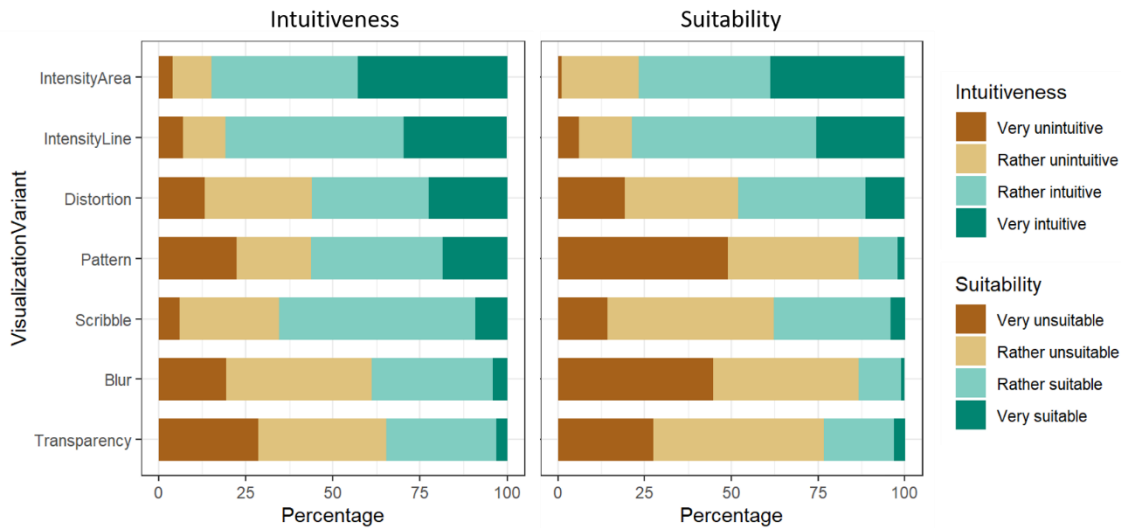 Intuitiveness
Suitability
VisualizationVariant
IntensityArea
IntensityLine
Distortion
Pattern
Scribble
Blur
Transparency
0 25 50 75 100
0 25 50 75 100
Percentage
Percentage
Intuitiveness
Very unintuitive
Rather unintuitive
Rather intuitive
Very intuitive
Suitability
Very unsuitable
Rather unsuitable
Rather suitable
Very suitable